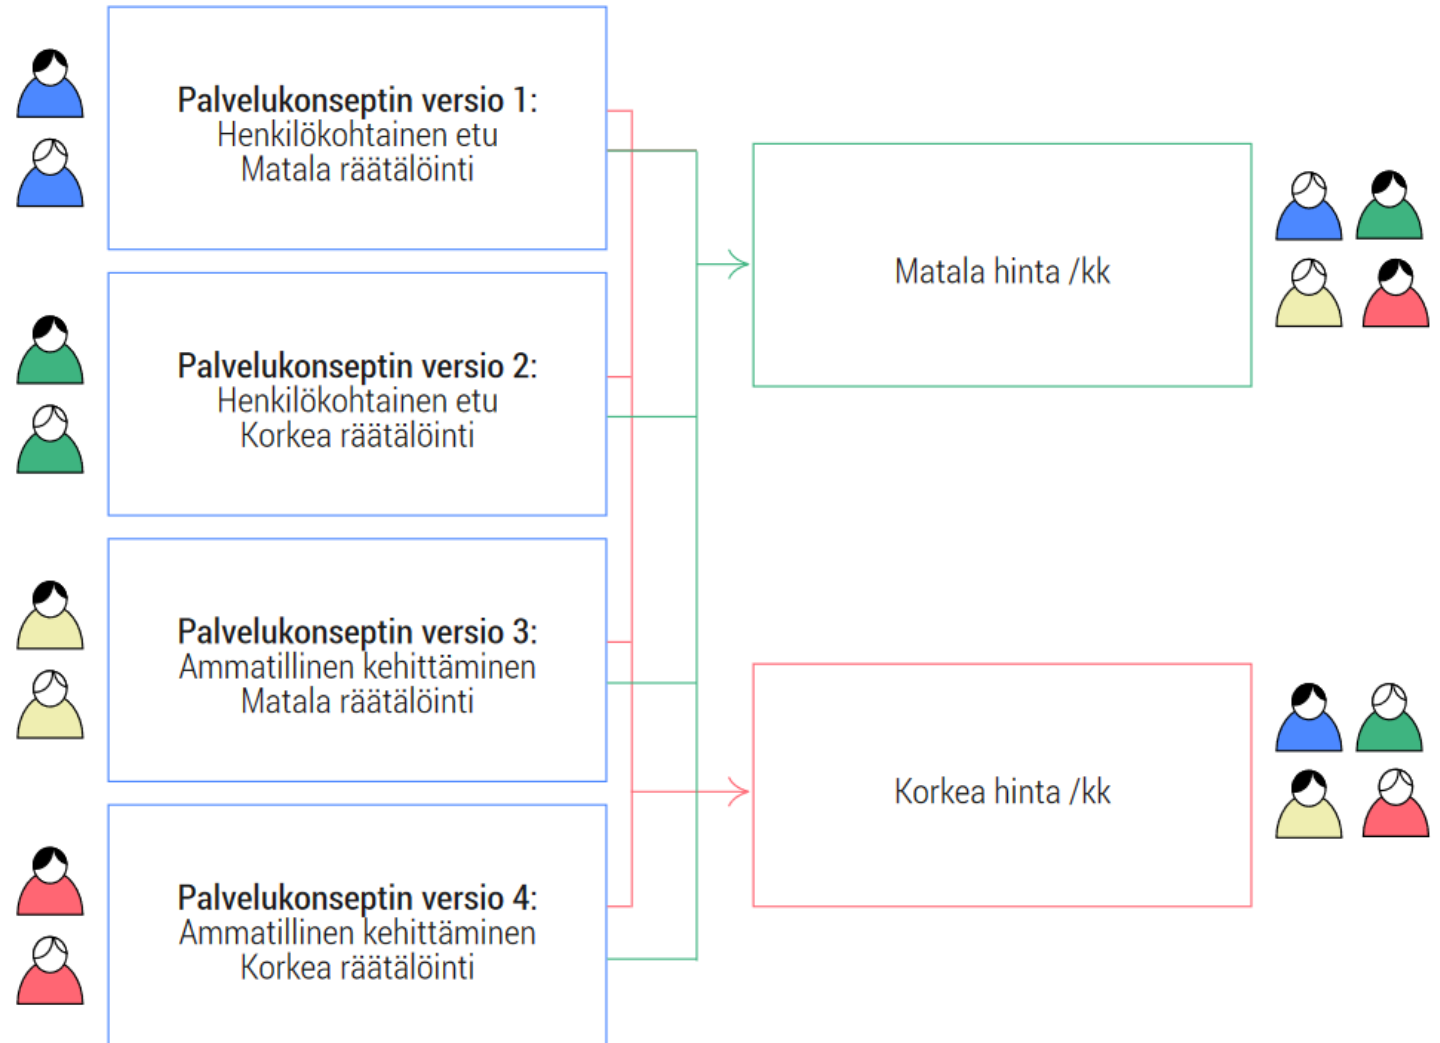 Palvelukonseptin versio 1:
Henkilökohtainen etu
Matala räätälöinti
Palvelukonseptin versio 2:
Henkilökohtainen etu
Korkea räätälöinti
Palvelukonseptin versio 3:
Ammatillinen kehittäminen
Matala räätälöinti
Palvelukonseptin versio 4:
Ammatillinen kehittäminen
Korkea räätälöinti
Matala hinta /kk
Korkea hinta /kk